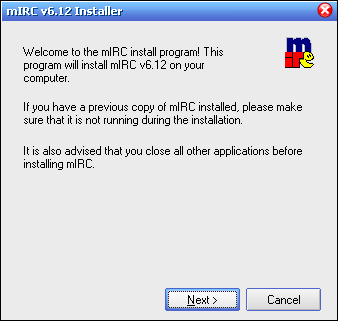 mIRC v6.12 Installer
Welcome to the mIRC install program! This
program will install mIRC v6.12 on your
computer.
m
irc
If you have a previous copy of mIRC installed, please make
sure that it is not running during the installation.
It is also advised that you close all other applications before
installing mIRC.
Next >
Cancel